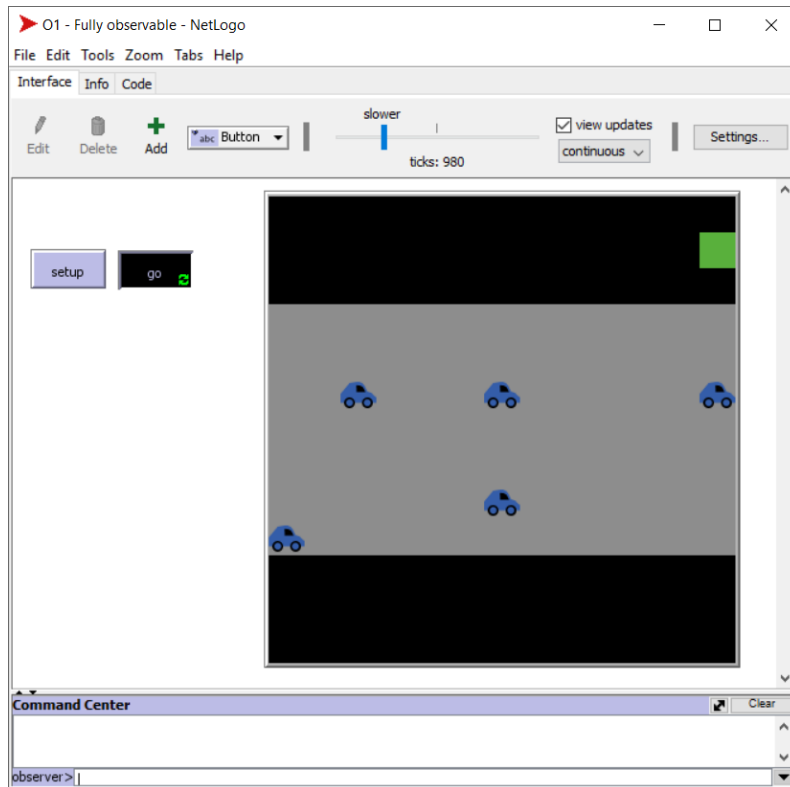 O1 - Fully observable - NetLogo
File Edit Tools Zoom Tabs Help
Interface Info Code
Edit Delete Add abc Button slower ticks: 980 view updates continuous Settings...
setup go
Command Center Clear
observer>